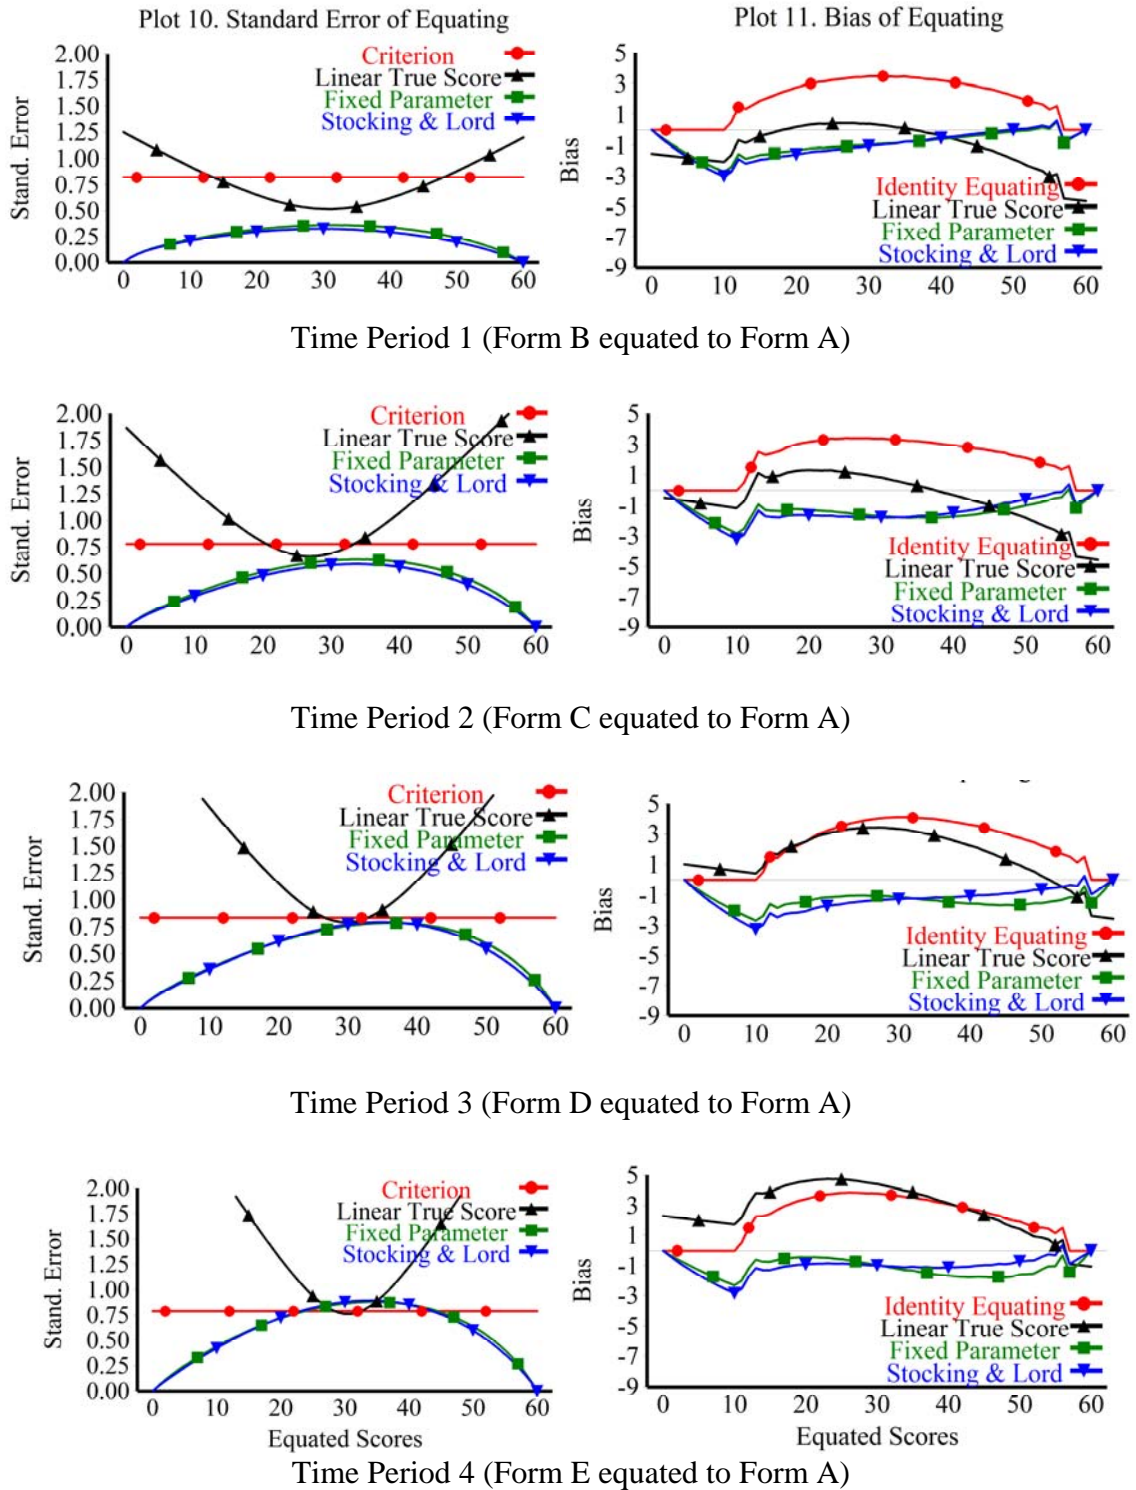 Plot 10. Standard Error of Equating
2.00
1.75
1.50
1.25
1.00
0.75
0.50
0.25
0.00
Stand. Error
Criterion
Linear True Score
Fixed Parameter
Stocking & Lord
0 10 20 30 40 50 60
Plot 11. Bias of Equating
5
3
1
-1
-3
-5
-7
-9
Bias
Identity Equating
Linear True Score
Fixed Parameter
Stocking & Lord
0 10 20 30 40 50 60
Time Period 1 (Form B equated to Form A)
2.00
1.75
1.50
1.25
1.00
0.75
0.50
0.25
0.00
Stand. Error
Criterion
Linear True Score
Fixed Parameter
Stocking & Lord
0 10 20 30 40 50 60
5
3
1
-1
-3
-5
-7
-9
Bias
Identity Equating
Linear True Score
Fixed Parameter
Stocking & Lord
0 10 20 30 40 50 60
Time Period 2 (Form C equated to Form A)
2.00
1.75
1.50
1.25
1.00
0.75
0.50
0.25
0.00
Stand. Error
Criterion
Linear True Score
Fixed Parameter
Stocking & Lord
0 10 20 30 40 50 60
5
3
1
-1
-3
-5
-7
-9
Bias
Identity Equating
Linear True Score
Fixed Parameter
Stocking & Lord
0 10 20 30 40 50 60
Time Period 3 (Form D equated to Form A)
2.00
1.75
1.50
1.25
1.00
0.75
0.50
0.25
0.00
Stand. Error
Criterion
Linear True Score
Fixed Parameter
Stocking & Lord
0 10 20 30 40 50 60
Equated Scores
5
3
1
-1
-3
-5
-7
-9
Bias
Identity Equating
Linear True Score
Fixed Parameter
Stocking & Lord
0 10 20 30 40 50 60
Equated Scores
Time Period 4 (Form E equated to Form A)